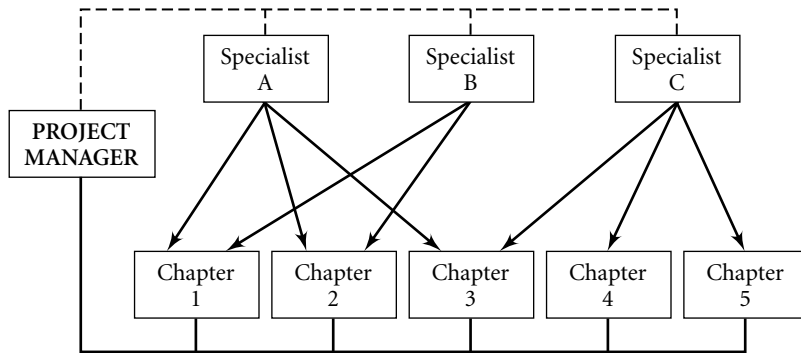 Specialist
A
Specialist
B
Specialist
C
PROJECT
MANAGER
Chapter
1
Chapter
2
Chapter
3
Chapter
4
Chapter
5